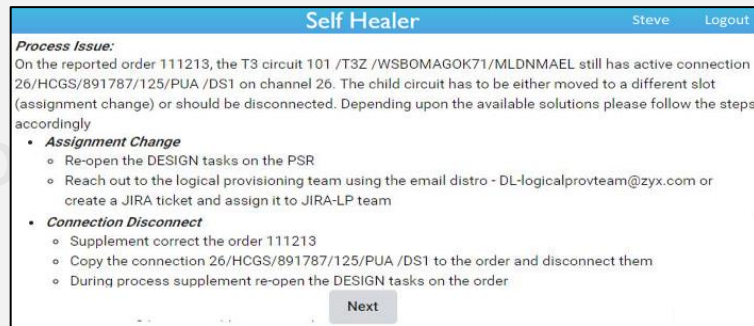 Self Healer Steve Logout
Process Issue:
On the reported order 111213, the T3 circuit 101 /T3Z /WSBOMAGOK71/MLDNMAEL still has active connection
26/HCGS/891787/125/PUA /DS1 on channel 26. The child circuit has to be either moved to a different slot
(assignment change) or should be disconnected. Depending upon the available solutions please follow the steps
accordingly
• Assignment Change
◦ Re-open the DESIGN tasks on the PSR
◦ Reach out to the logical provisioning team using the email distro - DL-logicalprovteam@zyx.com or
create a JIRA ticket and assign it to JIRA-LP team
• Connection Disconnect
◦ Supplement correct the order 111213
◦ Copy the connection 26/HCGS/891787/125/PUA /DS1 to the order and disconnect them
◦ During process supplement re-open the DESIGN tasks on the order
Next